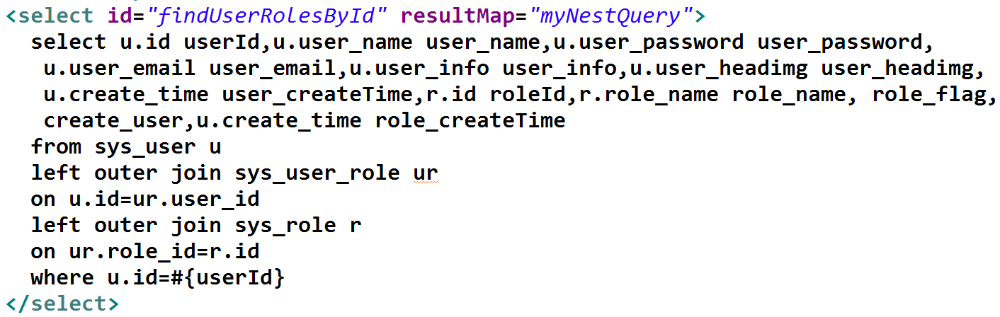 <select id="findUserRolesById" resultMap="myNestQuery">
select u.id userId,u.user_name user_name,u.user_password user_password,
u.user_email user_email,u.user_info user_info,u.user_headimg user_headimg,
u.create_time user_createTime,r.id roleId,r.role_name role_name, role_flag,
create_user,u.create_time role_createTime
from sys_user u
left outer join sys_user_role ur
on u.id=ur.user_id
left outer join sys_role r
on ur.role_id=r.id
where u.id=#{userId}
</select>